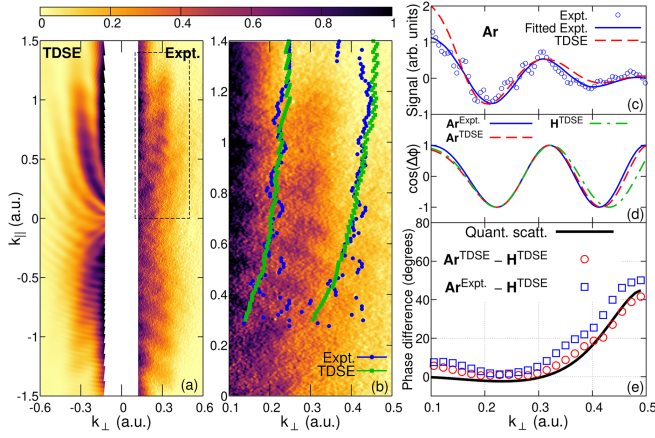 0 0.2 0.4 0.6 0.8 1
TDSE Expt.
k∥ (a.u.)
1.5
1
0.5
0
-0.5
-1
-1.5
-0.6 -0.3 0 0.3 0.6
k⊥ (a.u.)
(a)
1.4
1.2
1
0.8
0.6
0.4
0.2
0
Expt.
TDSE
(b)
0.1 0.2 0.3 0.4 0.5
k⊥ (a.u.)
Signal (arb. units)
2
1
0
-1
Ar
Expt.
Fitted Expt.
TDSE
(c)
cos(Δϕ)
1
0
-1
Ar^Expt.
Ar^TDSE
H^TDSE
(d)
Phase difference (degrees)
80
60
40
20
0
Quant. scatt.
Ar^TDSE − H^TDSE
Ar^Expt. − H^TDSE
(e)
0.1 0.2 0.3 0.4 0.5
k⊥ (a.u.)